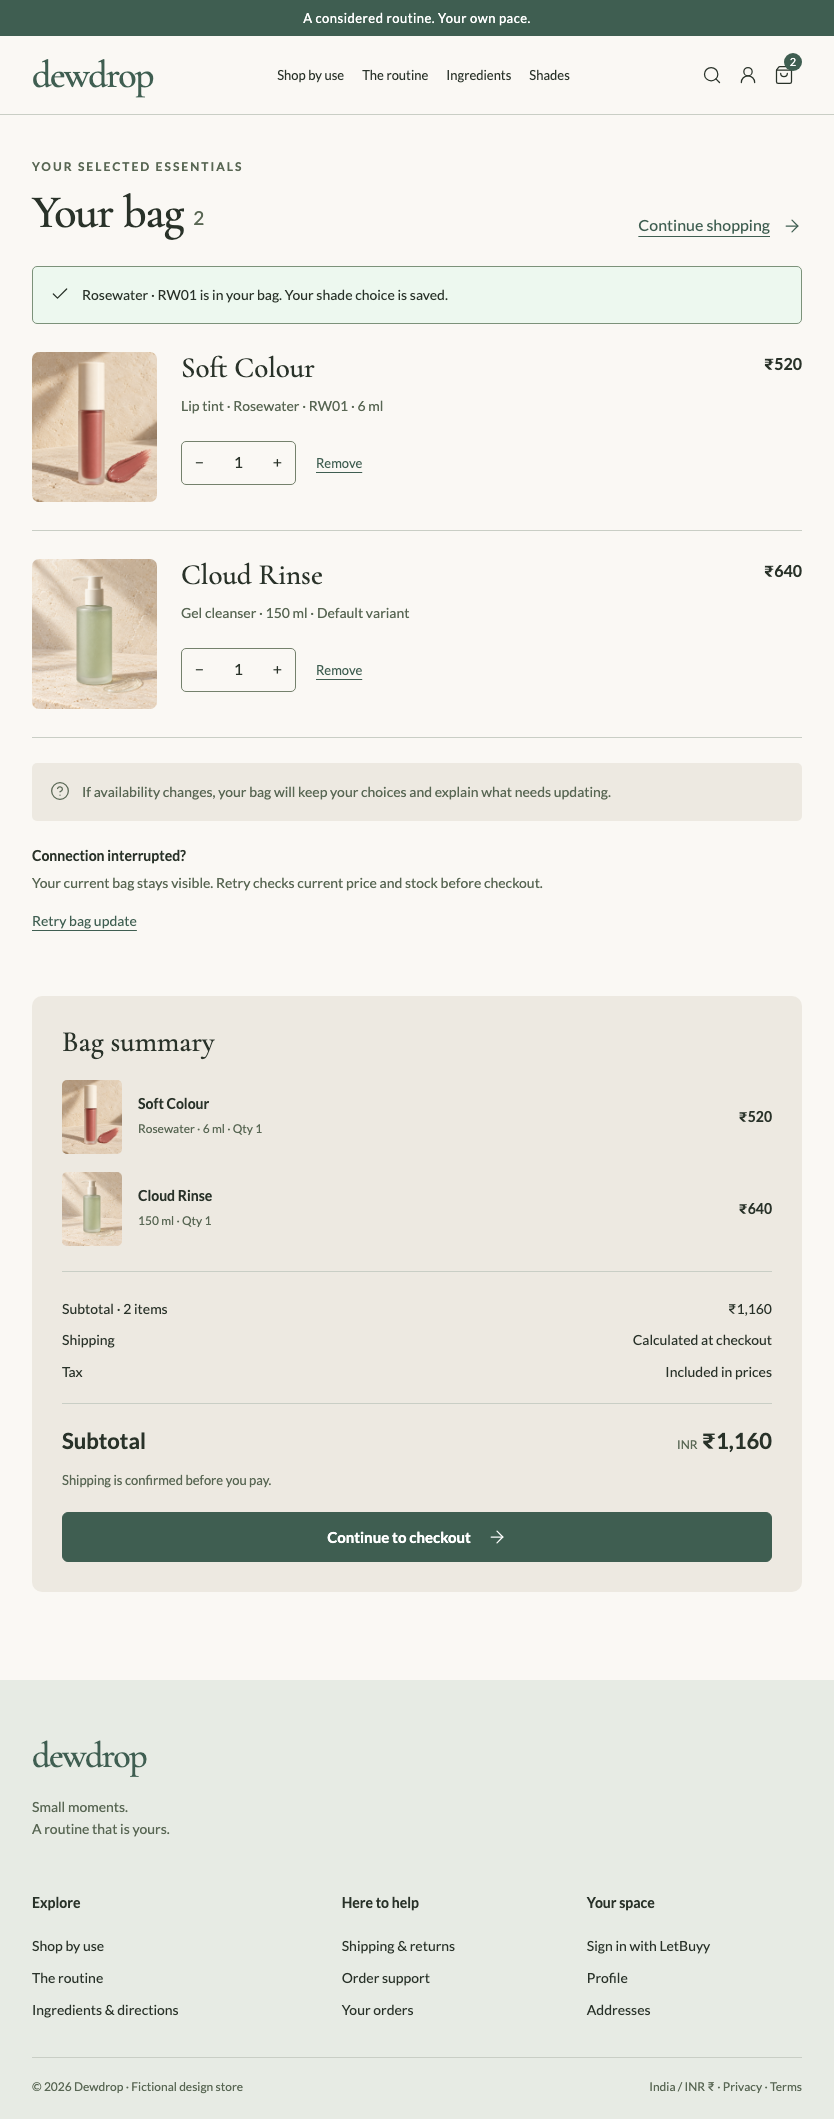 A considered routine. Your own pace.
dewdrop
Shop by use The routine Ingredients Shades
2
YOUR SELECTED ESSENTIALS
Your bag 2
Continue shopping →
Rosewater · RW01 is in your bag. Your shade choice is saved.
Soft Colour ₹520
Lip tint · Rosewater · RW01 · 6 ml
− 1 + Remove
Cloud Rinse ₹640
Gel cleanser · 150 ml · Default variant
− 1 + Remove
If availability changes, your bag will keep your choices and explain what needs updating.
Connection interrupted?
Your current bag stays visible. Retry checks current price and stock before checkout.
Retry bag update
Bag summary
Soft Colour
Rosewater · 6 ml · Qty 1
₹520
Cloud Rinse
150 ml · Qty 1
₹640
Subtotal · 2 items ₹1,160
Shipping Calculated at checkout
Tax Included in prices
Subtotal INR ₹1,160
Shipping is confirmed before you pay.
Continue to checkout →
dewdrop
Small moments.
A routine that is yours.
Explore
Shop by use
The routine
Ingredients & directions
Here to help
Shipping & returns
Order support
Your orders
Your space
Sign in with LetBuyy
Profile
Addresses
© 2026 Dewdrop · Fictional design store
India / INR ₹ · Privacy · Terms